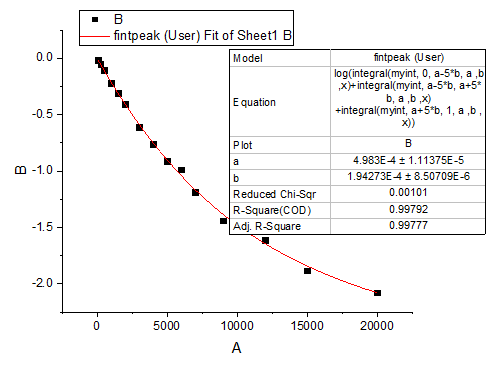 B
fintpeak (User) Fit of Sheet1 B
Model fintpeak (User)
Equation log(integral(myint, 0, a-5*b, a ,b
,x)+integral(myint, a-5*b, a+5*
b, a ,b ,x)
+integral(myint, a+5*b, 1, a ,b ,
x))
Plot B
a 4.983E-4 ± 1.11375E-5
b 1.94273E-4 ± 8.50709E-6
Reduced Chi-Sqr 0.00101
R-Square(COD) 0.99792
Adj. R-Square 0.99777
0.0
-0.5
-1.0
-1.5
-2.0
B
0 5000 10000 15000 20000
A